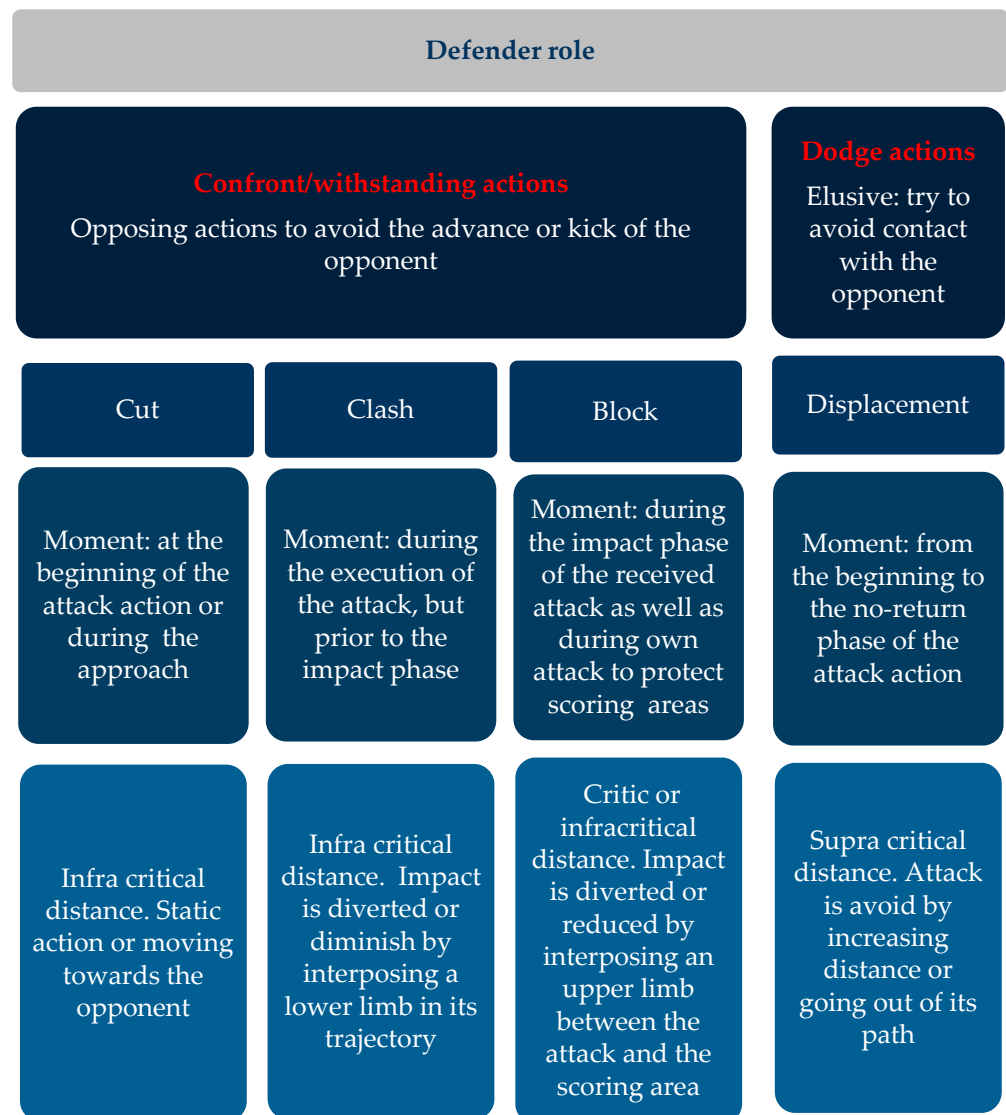 Defender role
Confront/withstanding actions
Opposing actions to avoid the advance or kick of the
opponent
Dodge actions
Elusive: try to
avoid contact
with the
opponent
Cut
Clash
Block
Displacement
Moment: at the
beginning of the
attack action or
during the
approach
Moment: during
the execution of
the attack, but
prior to the
impact phase
Moment: during
the impact phase
of the received
attack as well as
during own
attack to protect
scoring areas
Moment: from
the beginning to
the no-return
phase of the
attack action
Infra critical
distance. Static
action or moving
towards the
opponent
Infra critical
distance. Impact
is diverted or
diminish by
interposing a
lower limb in its
trajectory
Critic or
infracritical
distance. Impact
is diverted or
reduced by
interposing an
upper limb
between the
attack and the
scoring area
Supra critical
distance. Attack
is avoid by
increasing
distance or
going out of its
path